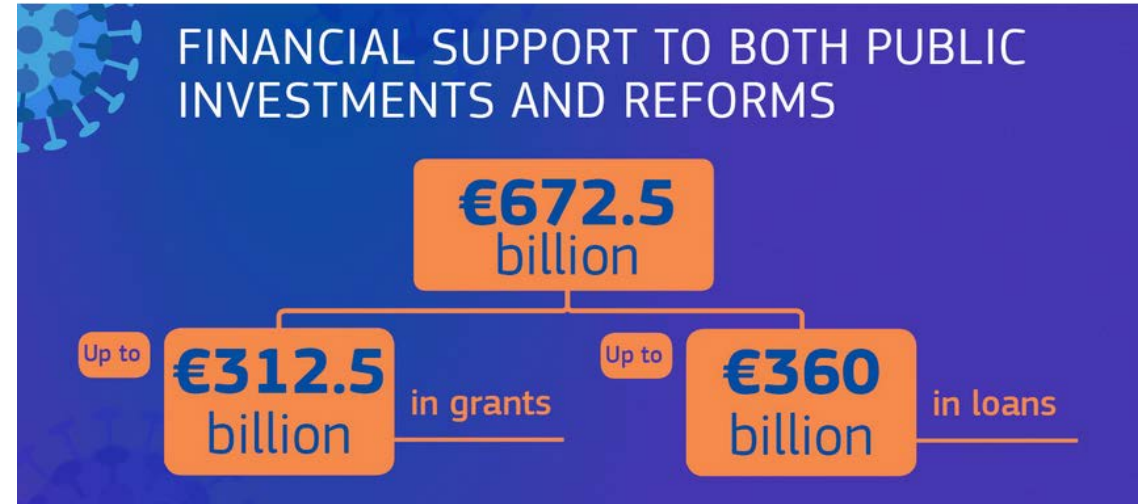 FINANCIAL SUPPORT TO BOTH PUBLIC
INVESTMENTS AND REFORMS
€672.5
billion
Up to
€312.5
billion
in grants
Up to
€360
billion
in loans